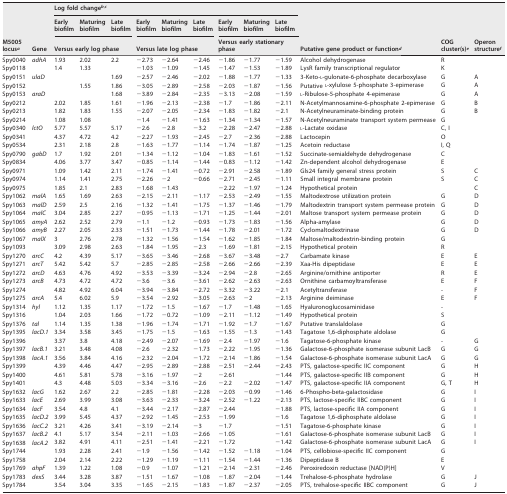 Log fold change b,c
Early biofilm Maturing biofilm Late biofilm Early biofilm Maturing biofilm Late biofilm Early biofilm Maturing biofilm Late biofilm
M5005 locus a Gene Versus early log phase Versus late log phase Versus early stationary phase Putative gene product or function d COG cluster(s) e Operon structure f
Spy0040 adhA 1.93 2.02 2.2 −2.73 −2.64 −2.46 −1.86 −1.77 −1.59 Alcohol dehydrogenase R
Spy0118 1.4 1.33 −1.03 −1.09 −1.45 −1.47 −1.53 −1.89 LysR family transcriptional regulator K
Spy0151 ulaD 1.69 −2.57 −2.46 −2.02 −1.88 −1.77 −1.33 3-Keto-L-gulonate-6-phosphate decarboxylase G A
Spy0152 1.55 1.86 −3.05 −2.89 −2.58 −2.03 −1.87 −1.56 Putative L-xylulose 5-phosphate 3-epimerase G A
Spy0153 araD 1.68 −3.89 −2.84 −2.35 −3.13 −2.08 −1.59 L-Ribulose-5-phosphate 4-epimerase G A
Spy0212 2.02 1.85 1.61 −1.96 −2.13 −2.38 −1.7 −1.86 −2.11 N-Acetylmannosamine-6-phosphate 2-epimerase G B
Spy0213 1.82 1.83 1.55 −2.07 −2.05 −2.34 −1.83 −1.82 −2.1 N-Acetylneuraminate-binding protein G B
Spy0214 1.08 1.08 −1.4 −1.41 −1.63 −1.34 −1.34 −1.57 N-Acetylneuraminate transport system permease G
Spy0340 lctO 5.77 5.57 5.17 −2.6 −2.8 −3.2 −2.28 −2.47 −2.88 L-Lactate oxidase C, I
Spy0341 4.37 4.72 4.2 −2.27 −1.93 −2.45 −2.7 −2.36 −2.88 Lactocepin O
Spy0534 2.31 2.18 2.8 −1.63 −1.77 −1.14 −1.74 −1.87 −1.25 Acetoin reductase I, Q
Spy0790 gabD 1.7 1.92 2.01 −1.34 −1.12 −1.04 −1.83 −1.61 −1.52 Succinate-semialdehyde dehydrogenase C
Spy0834 4.06 3.77 3.47 −0.85 −1.14 −1.44 −0.83 −1.12 −1.42 Zn-dependent alcohol dehydrogenase E
Spy0971 1.09 1.42 2.11 −1.74 −1.41 −0.72 −2.91 −2.58 −1.89 Gls24 family general stress protein S C
Spy0974 1.14 1.41 2.75 −2.26 −2 −0.66 −2.71 −2.45 −1.11 Small integral membrane protein S C
Spy0975 1.85 2.1 2.83 −1.68 −1.43 −2.22 −1.97 −1.24 Hypothetical protein C
Spy1062 malA 1.65 1.69 2.63 −2.15 −2.11 −1.17 −2.53 −2.49 −1.55 Maltodextrose utilization protein G D
Spy1063 malD 2.59 2.5 2.16 −1.32 −1.41 −1.75 −1.37 −1.46 −1.79 Maltodextrin transport system permease protein G D
Spy1064 malC 3.04 2.85 2.27 −0.95 −1.13 −1.71 −1.25 −1.44 −2.01 Maltose transport system permease protein G D
Spy1065 amyA 2.62 2.52 2.79 −1.1 −1.2 −0.93 −1.73 −1.83 −1.56 Alpha-amylase G D
Spy1066 amyB 2.27 2.05 2.33 −1.51 −1.73 −1.44 −1.78 −2.01 −1.72 Cyclomaltodextrinase G D
Spy1067 malX 3 2.76 2.78 −1.32 −1.56 −1.54 −1.62 −1.85 −1.84 Maltose/maltodextrin-binding protein G
Spy1093 3.09 2.98 2.63 −1.84 −1.95 −2.3 −1.69 −1.81 −2.15 Hypothetical protein R
Spy1270 arcC 4.2 4.39 5.17 −3.65 −3.46 −2.68 −3.67 −3.48 −2.7 Carbamate kinase E E
Spy1271 arcT 5.42 5.42 5.7 −2.85 −2.85 −2.58 −2.66 −2.66 −2.39 Xaa-His dipeptidase E E
Spy1272 arcD 4.63 4.76 4.92 −3.53 −3.39 −3.24 −2.94 −2.8 −2.65 Arginine/ornithine antiporter R E
Spy1273 arcB 4.73 4.72 4.72 −3.6 −3.6 −3.61 −2.62 −2.63 −2.63 Ornithine carbamoyltransferase E F
Spy1274 4.82 4.92 6.04 −3.94 −3.84 −2.72 −3.32 −3.22 −2.1 Acetyltransferase - F
Spy1275 arcA 5.4 6.02 5.9 −3.54 −2.92 −3.05 −2.63 −2 −2.13 Arginine deiminase E F
Spy1314 hyl 1.12 1.35 1.17 −1.72 −1.5 −1.67 −1.7 −1.48 −1.65 Hyaluronoglucosaminidase -
Spy1316 1.04 2.03 1.66 −1.72 −0.72 −1.09 −2.11 −1.12 −1.49 Hypothetical protein S
Spy1376 tal 1.14 1.35 1.38 −1.96 −1.74 −1.71 −1.92 −1.7 −1.67 Putative translaldolase G
Spy1395 lacD.1 3.34 3.58 3.45 −1.75 −1.5 −1.63 −1.55 −1.3 −1.43 Tagatose 1,6-diphosphate aldolase G
Spy1396 3.37 3.8 4.18 −2.49 −2.07 −1.69 −2.4 −1.97 −1.6 Tagatose-6-phosphate kinase - G
Spy1397 lacB.1 3.21 3.48 4.08 −2.6 −2.32 −1.73 −2.22 −1.95 −1.36 Galactose-6-phosphate isomerase subunit LacB G G
Spy1398 lacA.1 3.56 3.84 4.16 −2.32 −2.04 −1.72 −2.14 −1.86 −1.54 Galactose-6-phosphate isomerase subunit LacA G G
Spy1399 4.39 4.46 4.47 −2.95 −2.89 −2.88 −2.51 −2.44 −2.43 PTS, galactose-specific IIC component G H
Spy1400 4.61 5.81 5.78 −3.16 −1.97 −2 −2.61 −1.44 PTS, galactose-specific IIB component G H
Spy1401 4.3 4.48 5.03 −3.34 −3.16 −2.6 −2.2 −2.02 −1.47 PTS, galactose-specific IIA component G, T H
Spy1632 lacG 1.62 2.67 2.2 −2.85 −1.81 −2.28 −2.03 −0.99 −1.46 6-Phospho-beta-galactosidase G I
Spy1633 lacE 2.69 3.99 3.08 −3.63 −2.33 −3.24 −2.52 −1.22 −2.13 PTS, lactose-specific IIBC component G I
Spy1634 lacF 3.54 4.8 4.1 −3.44 −2.17 −2.87 −2.44 −1.88 PTS, lactose-specific IIA component G I
Spy1635 lacD.2 3.99 5.45 4.37 −2.92 −1.45 −2.53 −1.99 −1.6 Tagatose 1,6-diphosphate aldolase G I
Spy1636 lacC.2 3.21 4.26 3.41 −3.19 −2.14 −3 −1.7 −1.51 Tagatose-6-phosphate kinase G I
Spy1637 lacB.2 4.1 5.17 3.54 −2.11 −1.03 −2.66 −1.05 −1.61 Galactose-6-phosphate isomerase subunit LacB G I
Spy1638 lacA.2 3.82 4.91 4.11 −2.51 −1.41 −2.21 −1.72 −1.42 Galactose-6-phosphate isomerase subunit LacA G I
Spy1744 1.93 2.28 2.41 −1.9 −1.56 −1.42 −1.52 −1.18 −1.04 PTS, cellobiose-specific IIC component G
Spy1758 2.04 2.14 2.22 −1.29 −1.19 −1.11 −1.54 −1.44 −1.36 Dipeptidase B E
Spy1769 ahpF 1.39 1.22 1.08 −0.9 −1.07 −1.21 −2.14 −2.31 −2.46 Peroxiredoxin reductase [NAD(P)H] V
Spy1783 dexS 3.44 3.28 3.87 −1.51 −1.67 −1.08 −1.87 −2.04 −1.44 Trehalose-6-phosphate hydrolase G J
Spy1784 3.54 3.04 3.35 −1.65 −2.15 −1.83 −1.87 −2.37 −2.05 PTS, trehalose-specific IIBC component G J